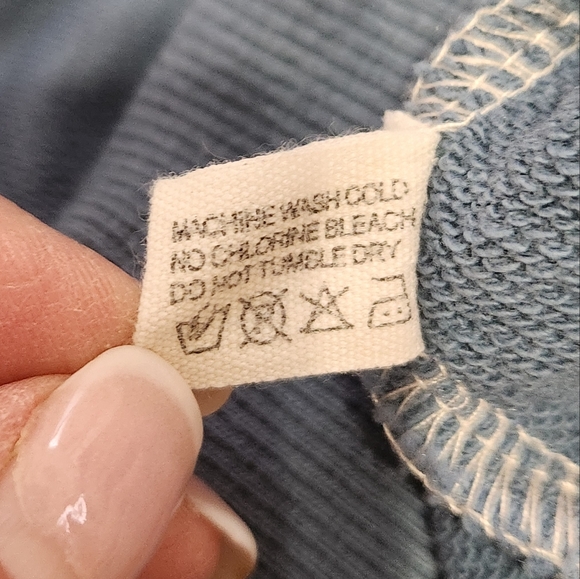 MACHINE WASH COLD
NO CHLORINE BLEACH
DO NOT TUMBLE DRY